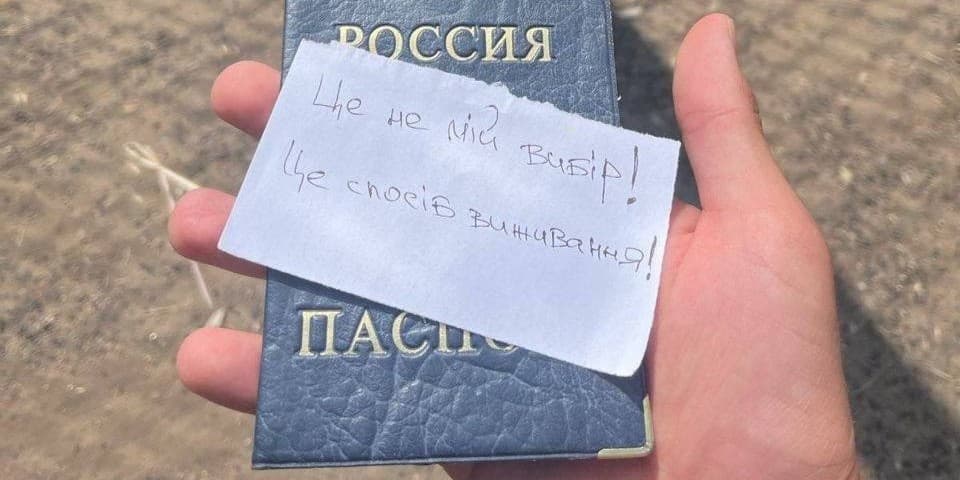 РОССИЯ
Це не мій вибір!
Це спосіб виживання!
ПАСПО